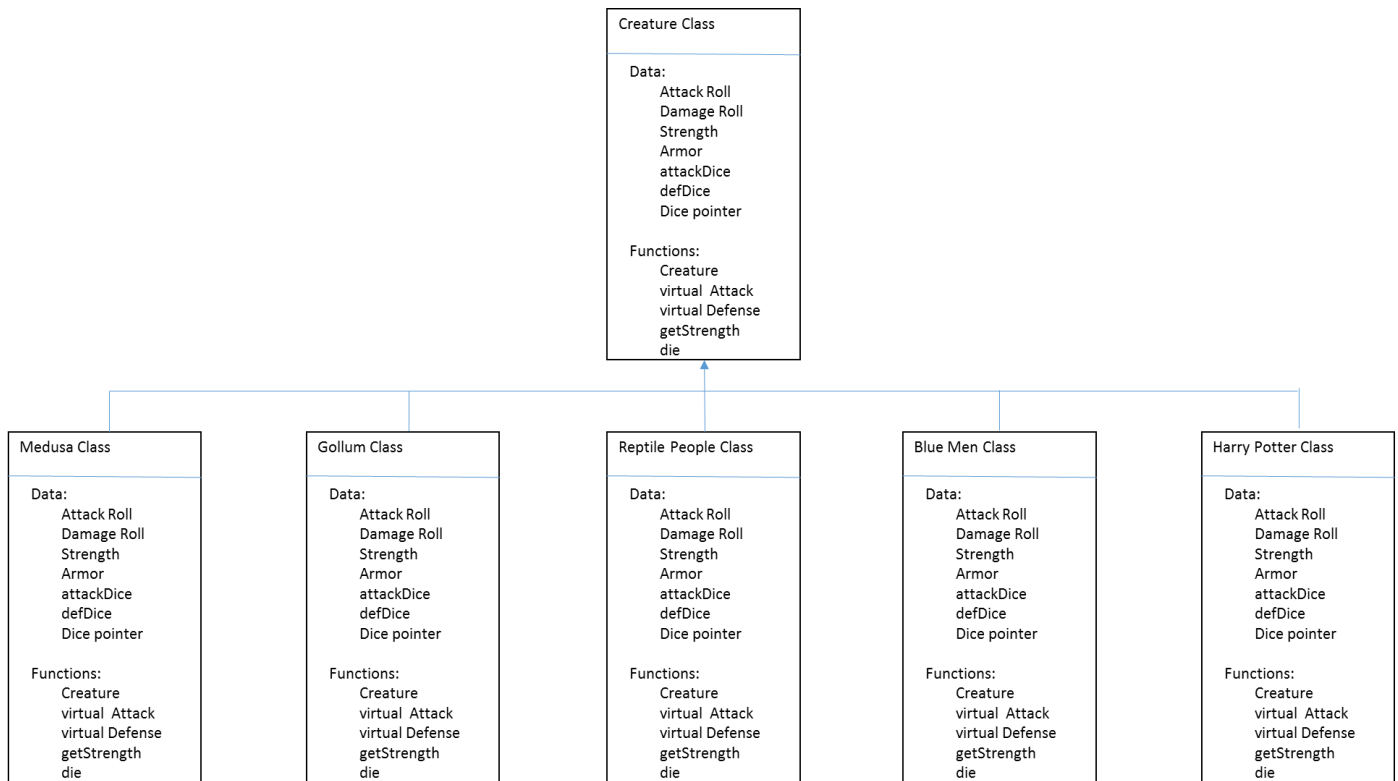 Creature Class
Data:
Attack Roll
Damage Roll
Strength
Armor
attackDice
defDice
Dice pointer
Functions:
Creature
virtual Attack
virtual Defense
getStrength
die
Medusa Class
Data:
Attack Roll
Damage Roll
Strength
Armor
attackDice
defDice
Dice pointer
Functions:
Creature
virtual Attack
virtual Defense
getStrength
die
Gollum Class
Data:
Attack Roll
Damage Roll
Strength
Armor
attackDice
defDice
Dice pointer
Functions:
Creature
virtual Attack
virtual Defense
getStrength
die
Reptile People Class
Data:
Attack Roll
Damage Roll
Strength
Armor
attackDice
defDice
Dice pointer
Functions:
Creature
virtual Attack
virtual Defense
getStrength
die
Blue Men Class
Data:
Attack Roll
Damage Roll
Strength
Armor
attackDice
defDice
Dice pointer
Functions:
Creature
virtual Attack
virtual Defense
getStrength
die
Harry Potter Class
Data:
Attack Roll
Damage Roll
Strength
Armor
attackDice
defDice
Dice pointer
Functions:
Creature
virtual Attack
virtual Defense
getStrength
die